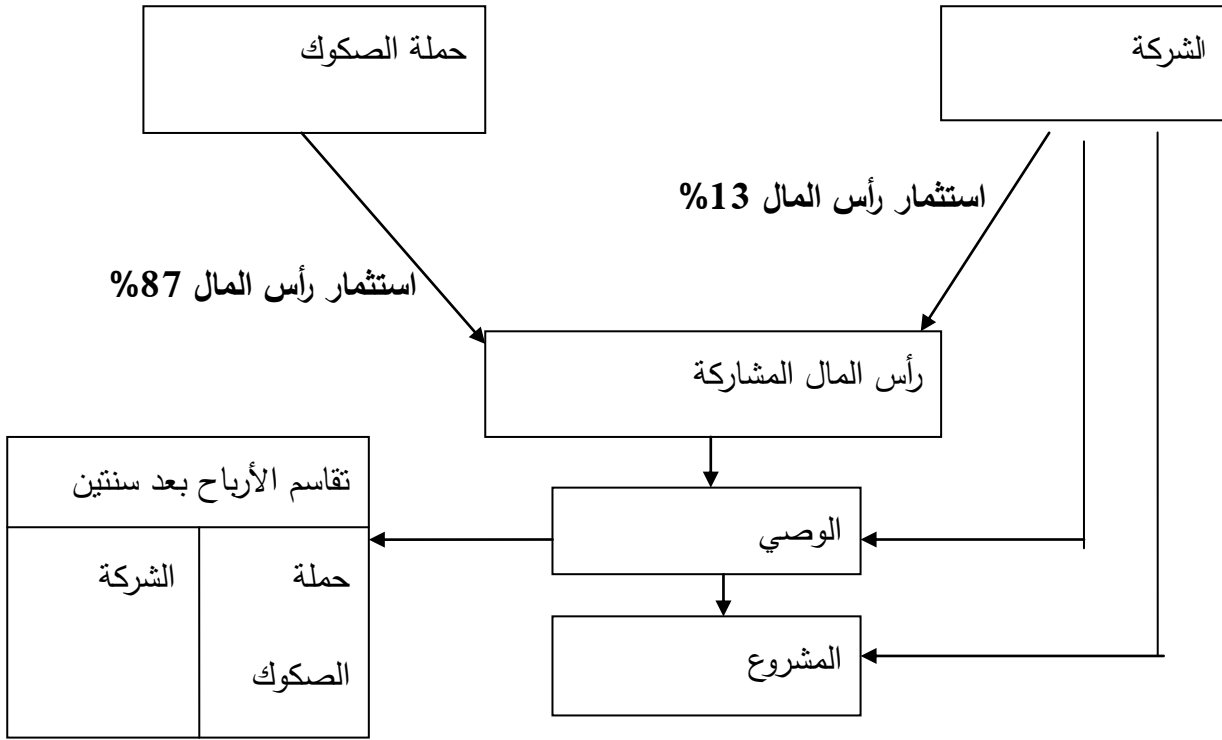 الشركة
حملة الصكوك
استثمار رأس المال 13%
استثمار رأس المال 87%
رأس المال المشاركة
تقاسم الأرباح بعد سنتين
الوصي
حملة
الصكوك
الشركة
المشروع